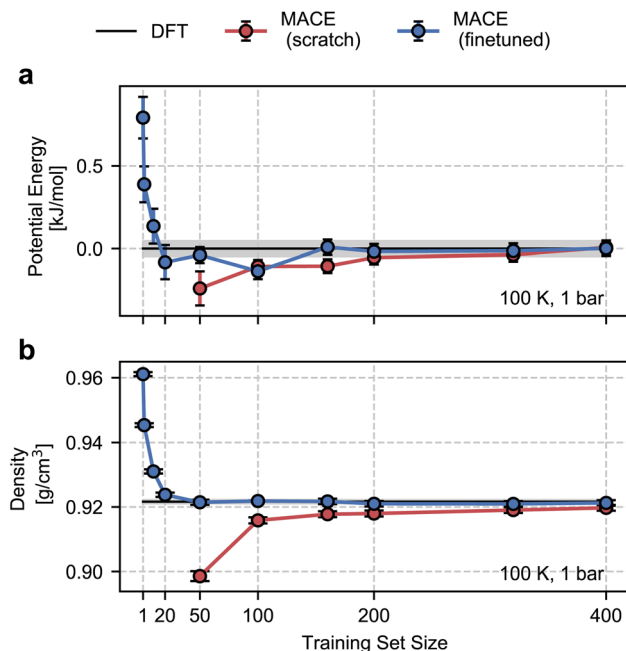 DFT
MACE
(scratch)
MACE
(finetuned)
a
Potential Energy
[kJ/mol]
0.5
0.0
100 K, 1 bar
b
Density
[g/cm³]
0.96
0.94
0.92
0.90
100 K, 1 bar
1 20 50 100 200 400
Training Set Size